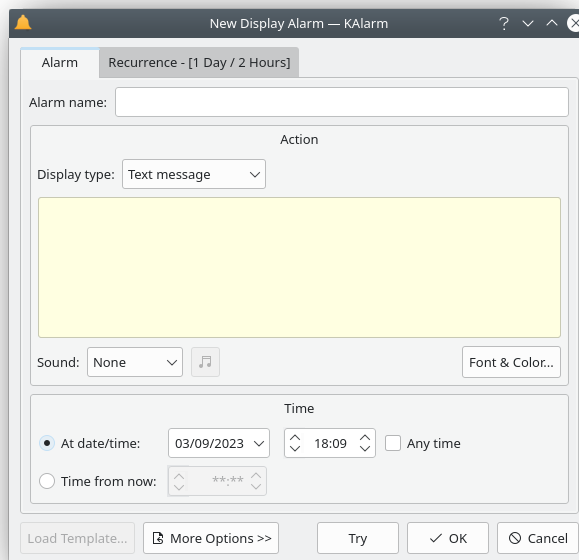 New Display Alarm — KAlarm
Alarm Recurrence - [1 Day / 2 Hours]
Alarm name:
Action
Display type: Text message
Sound: None Font & Color...
Time
At date/time: 03/09/2023 18:09 Any time
Time from now: **:**
Load Template... More Options >> Try OK Cancel